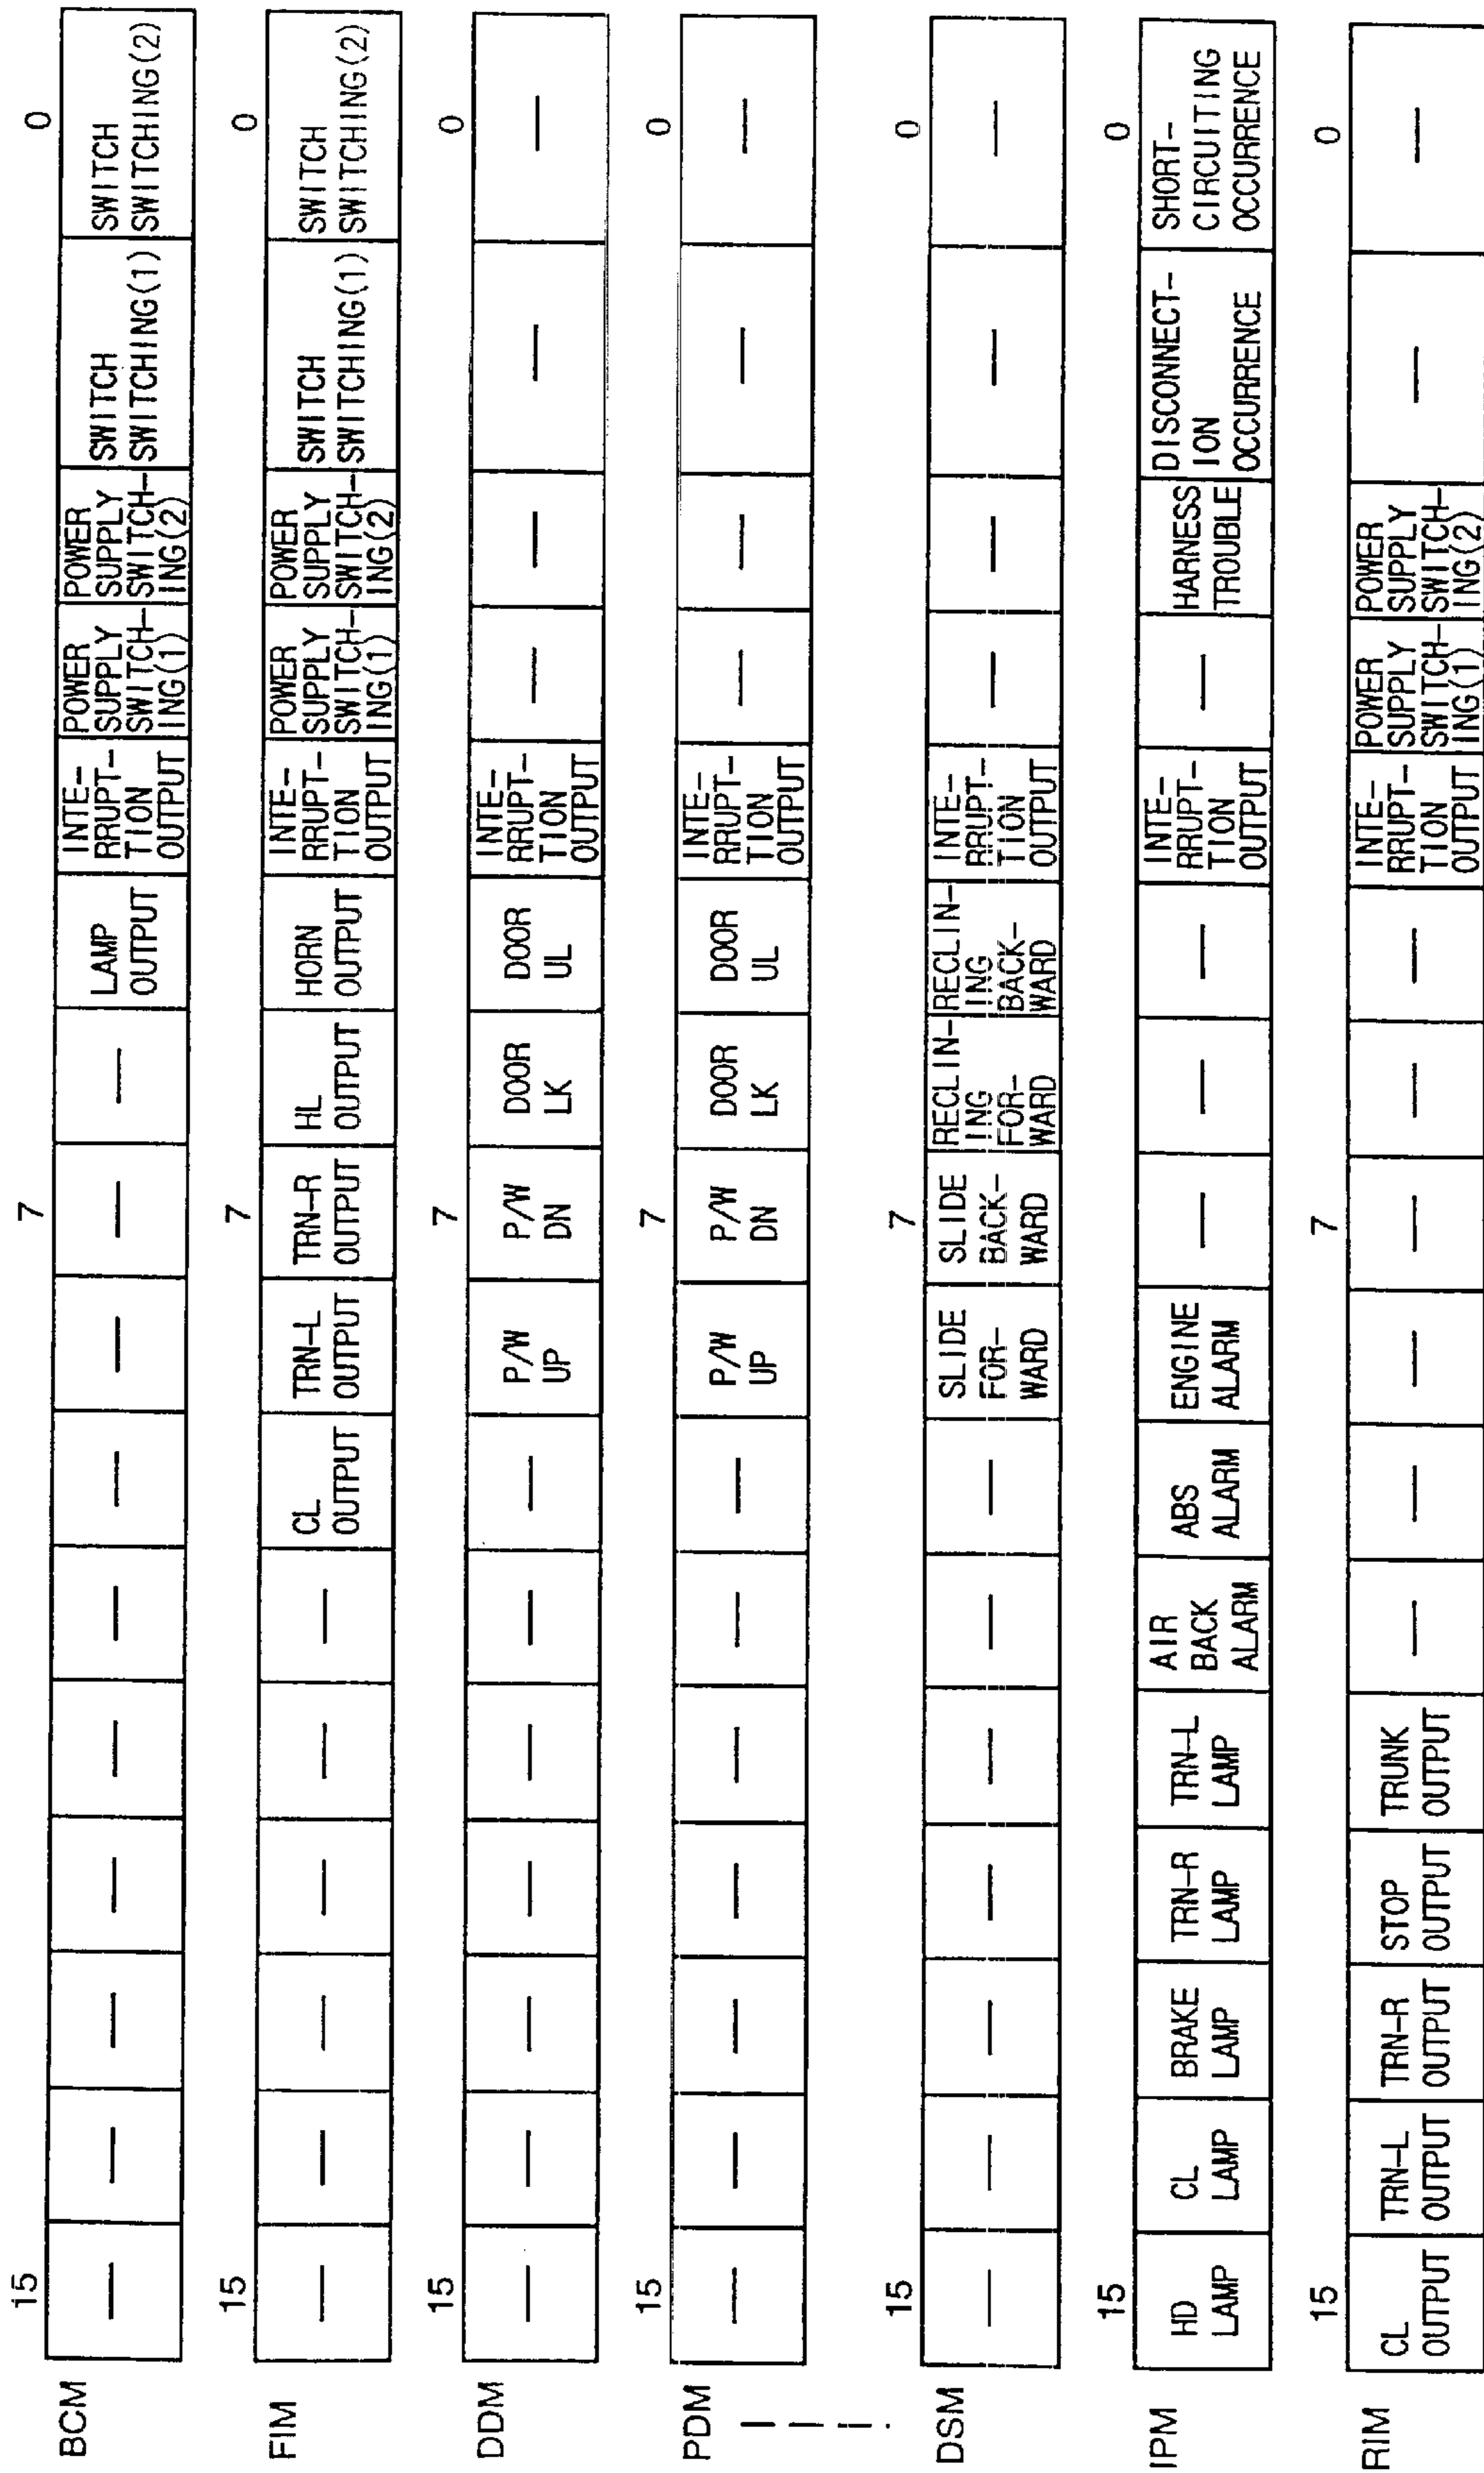 15 7 0
BCM
— — — — — — — — — —
LAMP
OUTPUT
INTE-
RRUPT-
TION
OUTPUT
POWER
SUPPLY
SWITCH-
ING(1)
POWER
SUPPLY
SWITCH-
ING(2)
SWITCH
SWITCHING(1)
SWITCH
SWITCHING(2)
15 7 0
FIM
— — — — — —
CL
OUTPUT
TRN-L
OUTPUT
TRN-R
OUTPUT
HL
OUTPUT
HORN
OUTPUT
INTE-
RRUPT-
TION
OUTPUT
POWER
SUPPLY
SWITCH-
ING(1)
POWER
SUPPLY
SWITCH-
ING(2)
SWITCH
SWITCHING(1)
SWITCH
SWITCHING(2)
15 7 0
DDM
— — — — — — —
P/W
UP
P/W
DN
DOOR
LK
DOOR
UL
INTE-
RRUPT-
TION
OUTPUT
— — — —
15 7 0
PDM
— — — — — — —
P/W
UP
P/W
DN
DOOR
LK
DOOR
UL
INTE-
RRUPT-
TION
OUTPUT
— — — —
15 7 0
DSM
— — — — — — —
SLIDE
FOR-
WARD
SLIDE
BACK-
WARD
RECLIN-
ING
FOR-
WARD
RECLIN-
ING
BACK-
WARD
INTE-
RRUPT-
TION
OUTPUT
— — — —
15 0
IPM
HD
LAMP
CL
LAMP
BRAKE
LAMP
TRN-R
LAMP
TRN-L
LAMP
AIR
BACK
ALARM
ABS
ALARM
ENGINE
ALARM
— — —
INTE-
RRUPT-
TION
OUTPUT
—
HARNESS
TROUBLE
DISCONNECT-
ION
OCCURRENCE
SHORT-
CIRCUITING
OCCURRENCE
15 7 0
RIM
CL
OUTPUT
TRN-L
OUTPUT
TRN-R
OUTPUT
STOP
OUTPUT
TRUNK
OUTPUT
— — — — — —
INTE-
RRUPT-
TION
OUTPUT
POWER
SUPPLY
SWITCH-
ING(1)
POWER
SUPPLY
SWITCH-
ING(2)
— —